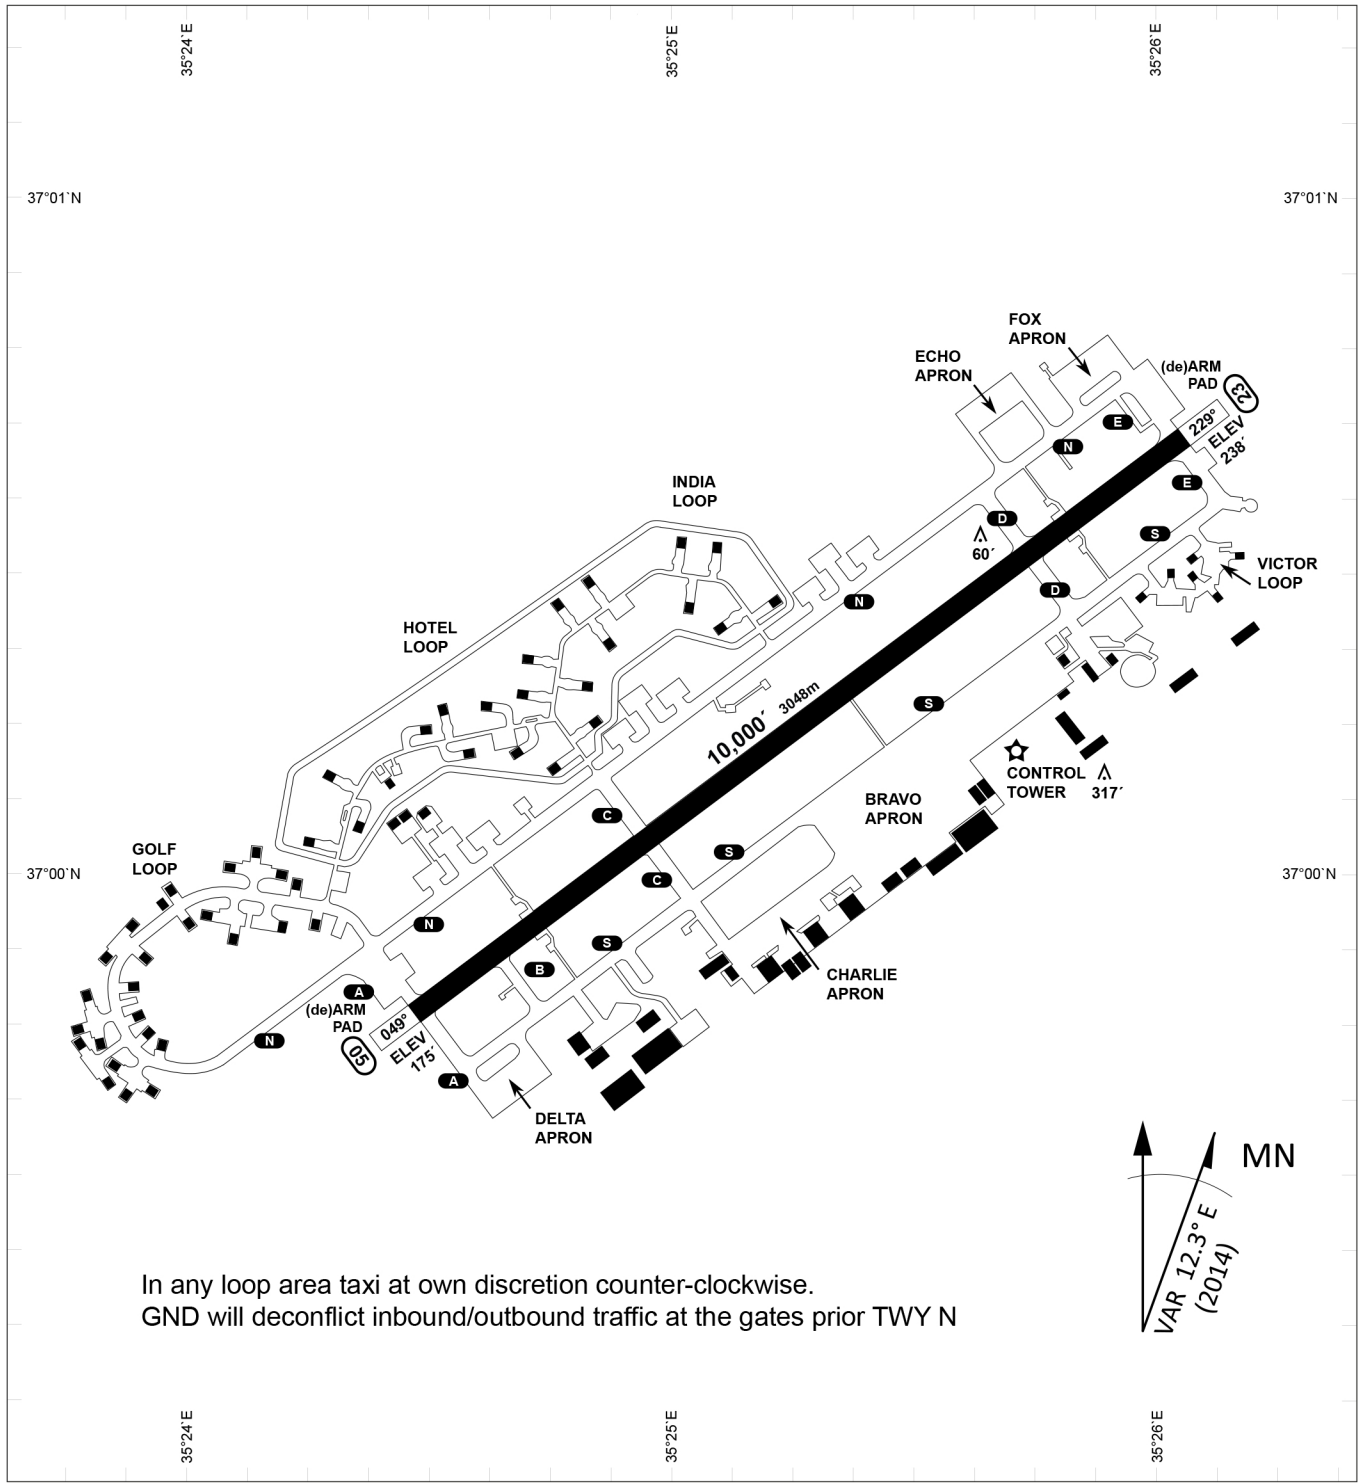 35°24`E
35°25`E
35°26`E
37°01`N
37°01`N
FOX
APRON
ECHO
APRON
(de)ARM
PAD
23
229°
ELEV
238´
E
N
INDIA
LOOP
E
D
S
60´
VICTOR
LOOP
D
N
HOTEL
LOOP
S
3048m
10,000´
CONTROL
TOWER
317´
BRAVO
APRON
C
S
GOLF
LOOP
C
37°00`N
37°00`N
N
S
B
CHARLIE
APRON
A
(de)ARM
PAD
05
049°
ELEV
175´
N
A
DELTA
APRON
MN
VAR 12.3° E
(2014)
In any loop area taxi at own discretion counter-clockwise.
GND will deconflict inbound/outbound traffic at the gates prior TWY N
35°24`E
35°25`E
35°26`E